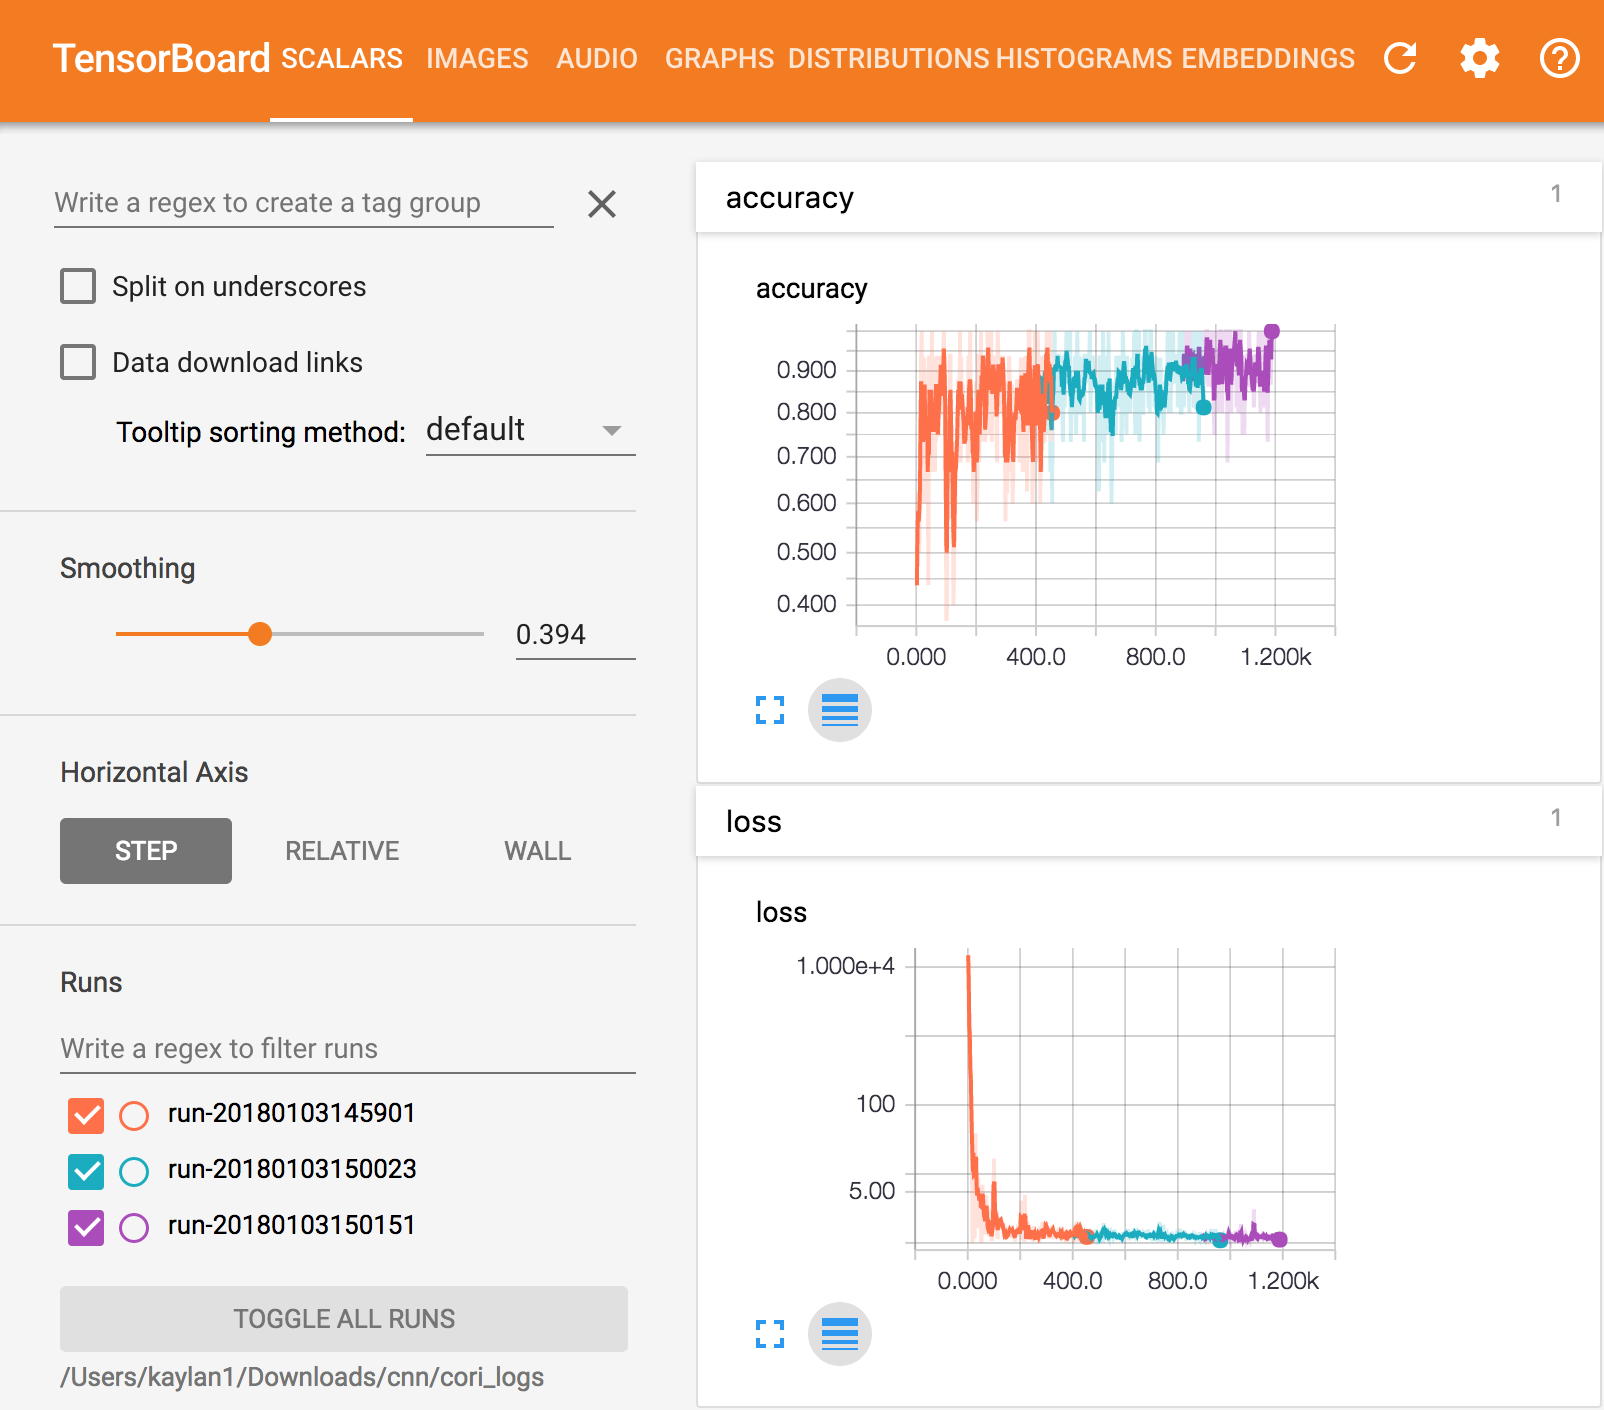 TensorBoard SCALARS IMAGES AUDIO GRAPHS DISTRIBUTIONS HISTOGRAMS EMBEDDINGS
Write a regex to create a tag group
Split on underscores
Data download links
Tooltip sorting method: default
Smoothing
0.394
Horizontal Axis
STEP RELATIVE WALL
Runs
Write a regex to filter runs
run-20180103145901
run-20180103150023
run-20180103150151
TOGGLE ALL RUNS
/Users/kaylan1/Downloads/cnn/cori_logs
accuracy 1
accuracy
0.900
0.800
0.700
0.600
0.500
0.400
0.000 400.0 800.0 1.200k
loss 1
loss
1.000e+4
100
5.00
0.000 400.0 800.0 1.200k